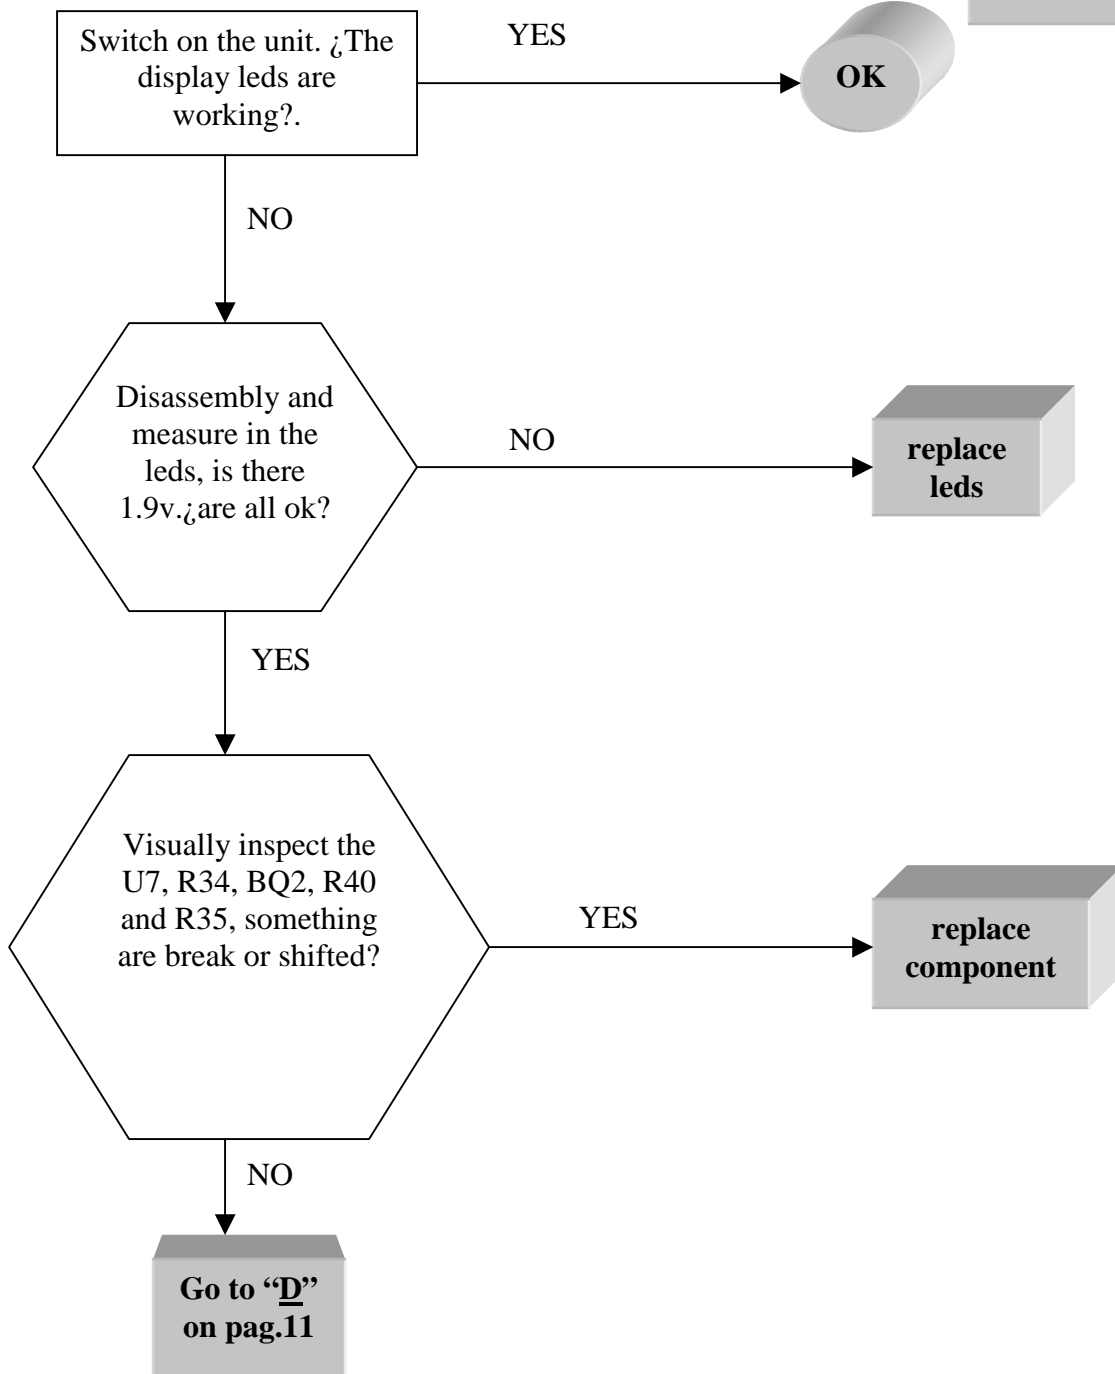 Switch on the unit. ¿The
display leds are
working?.
YES
OK
NO
Disassembly and
measure in the
leds, is there
1.9v.¿are all ok?
NO
replace
leds
YES
Visually inspect the
U7, R34, BQ2, R40
and R35, something
are break or shifted?
YES
replace
component
NO
Go to “D”
on pag.11